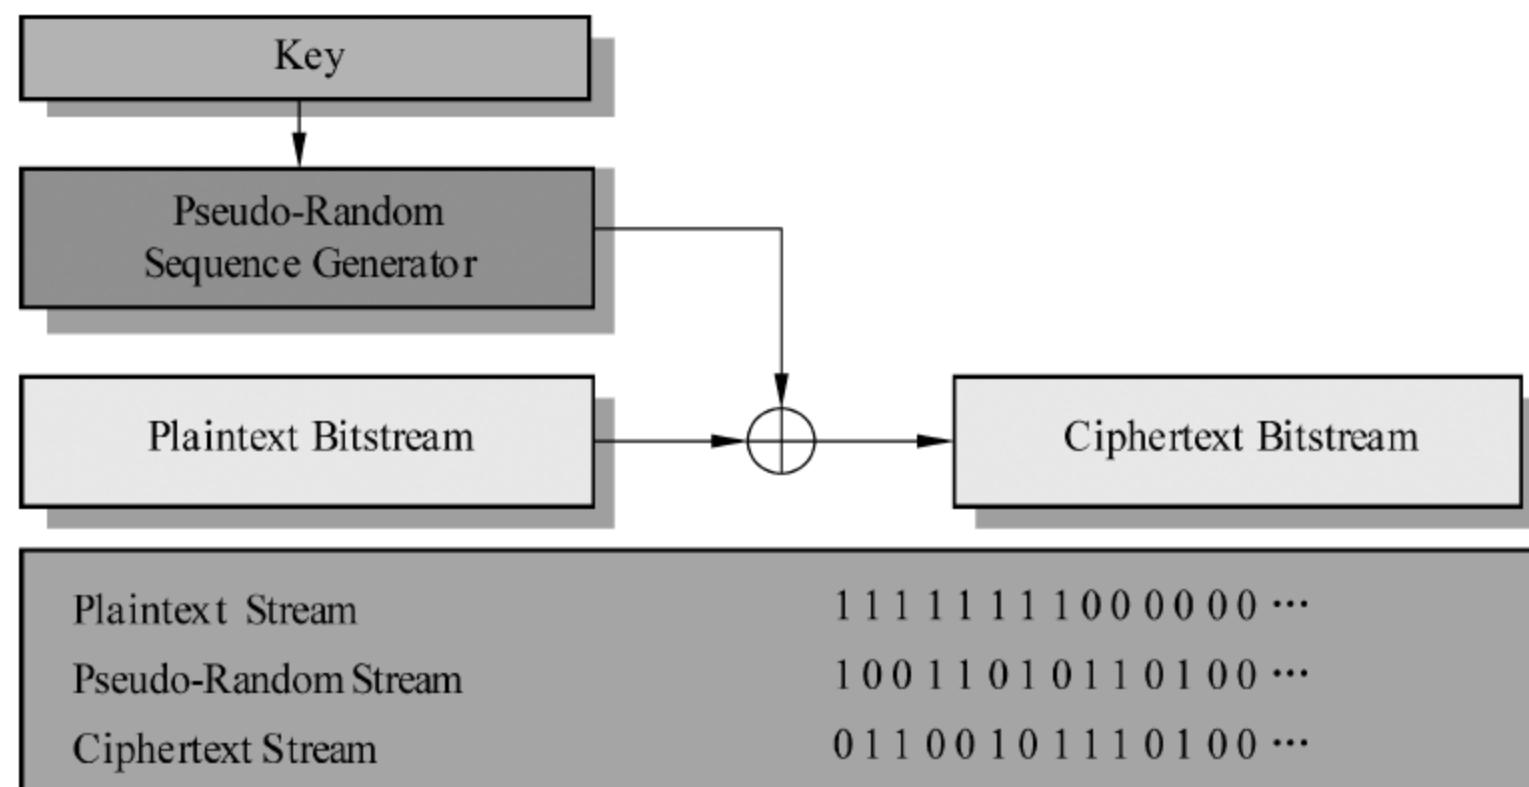 Key
Pseudo-Random
Sequence Generator
Plaintext Bitstream
Ciphertext Bitstream
Plaintext Stream 1 1 1 1 1 1 1 1 0 0 0 0 0 0 ···
Pseudo-Random Stream 1 0 0 1 1 0 1 0 1 1 0 1 0 0 ···
Ciphertext Stream 0 1 1 0 0 1 0 1 1 1 0 1 0 0 ···